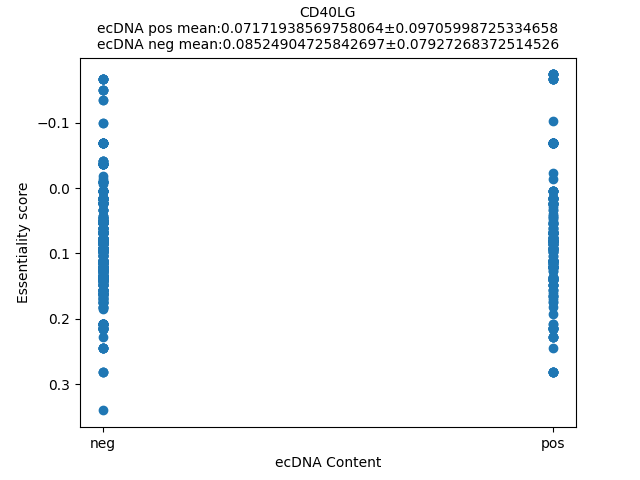 CD40LG
ecDNA pos mean:0.07171938569758064±0.09705998725334658
ecDNA neg mean:0.08524904725842697±0.07927268372514526
−0.1
0.0
0.1
0.2
0.3
Essentiality score
neg
pos
ecDNA Content